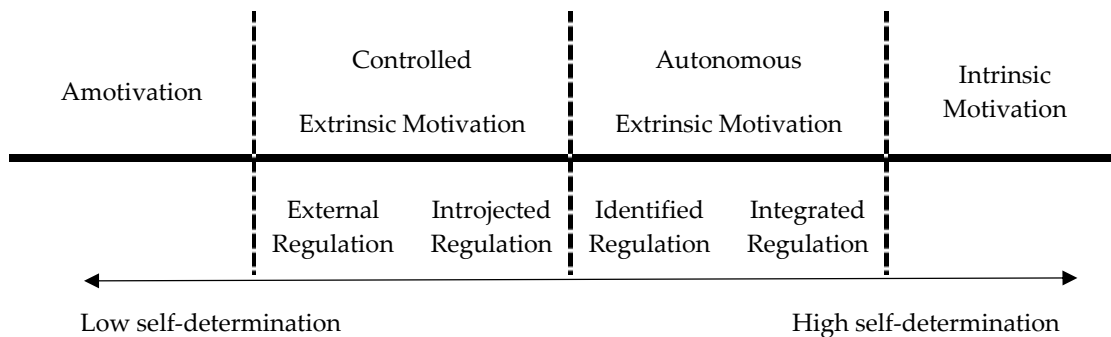 Amotivation
Controlled
Extrinsic Motivation
Autonomous
Extrinsic Motivation
Intrinsic
Motivation
External
Regulation
Introjected
Regulation
Identified
Regulation
Integrated
Regulation
Low self-determination
High self-determination